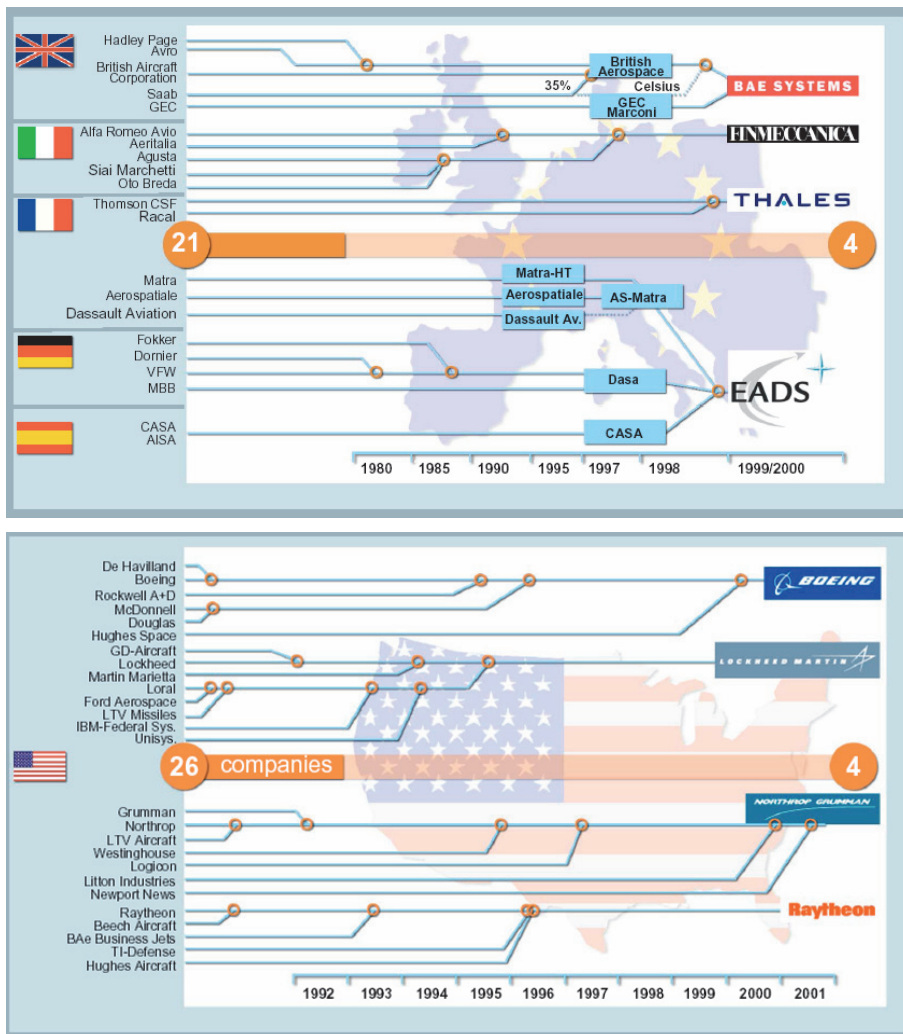 Hadley Page
Avro
British Aircraft
Corporation
Saab
GEC
British
Aerospace
35%
Celsius
GEC
Marconi
BAE SYSTEMS
Alfa Romeo Avio
Aeritalia
Agusta
Siai Marchetti
Oto Breda
FINMECCANICA
Thomson CSF
Racal
THALES
21
4
Matra
Aerospatiale
Dassault Aviation
Matra-HT
Aerospatiale
AS-Matra
Dassault Av.
Fokker
Dornier
VFW
MBB
Dasa
EADS
CASA
AISA
CASA
1980
1985
1990
1995
1997
1998
1999/2000
De Havilland
Boeing
Rockwell A+D
McDonnell
Douglas
Hughes Space
BOEING
GD-Aircraft
Lockheed
Martin Marietta
Loral
Ford Aerospace
LTV Missiles
IBM-Federal Sys.
Unisys.
LOCKHEED MARTIN
26 companies
4
Grumman
Northrop
LTV Aircraft
Westinghouse
Logicon
Litton Industries
Newport News
NORTHROP GRUMMAN
Raytheon
Beech Aircraft
BAe Business Jets
TI-Defense
Hughes Aircraft
Raytheon
1992
1993
1994
1995
1996
1997
1998
1999
2000
2001